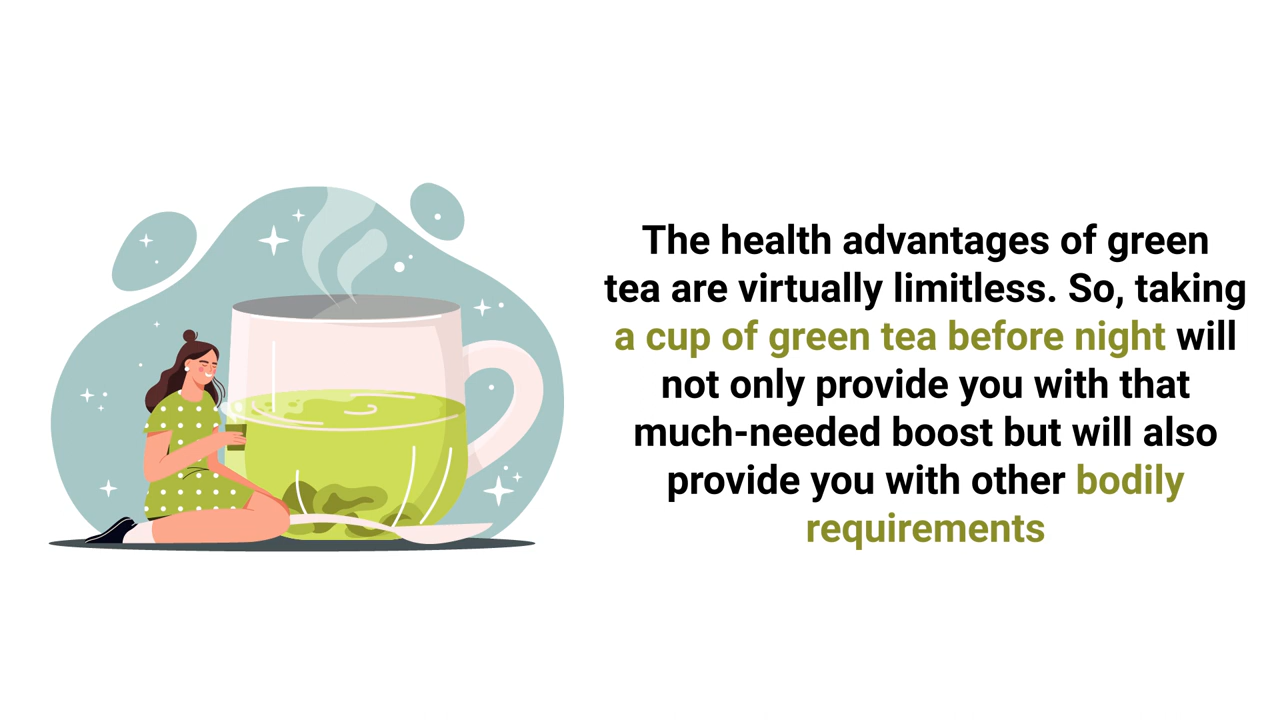 The health advantages of green
tea are virtually limitless. So, taking
a cup of green tea before night will
not only provide you with that
much-needed boost but will also
provide you with other bodily
requirements